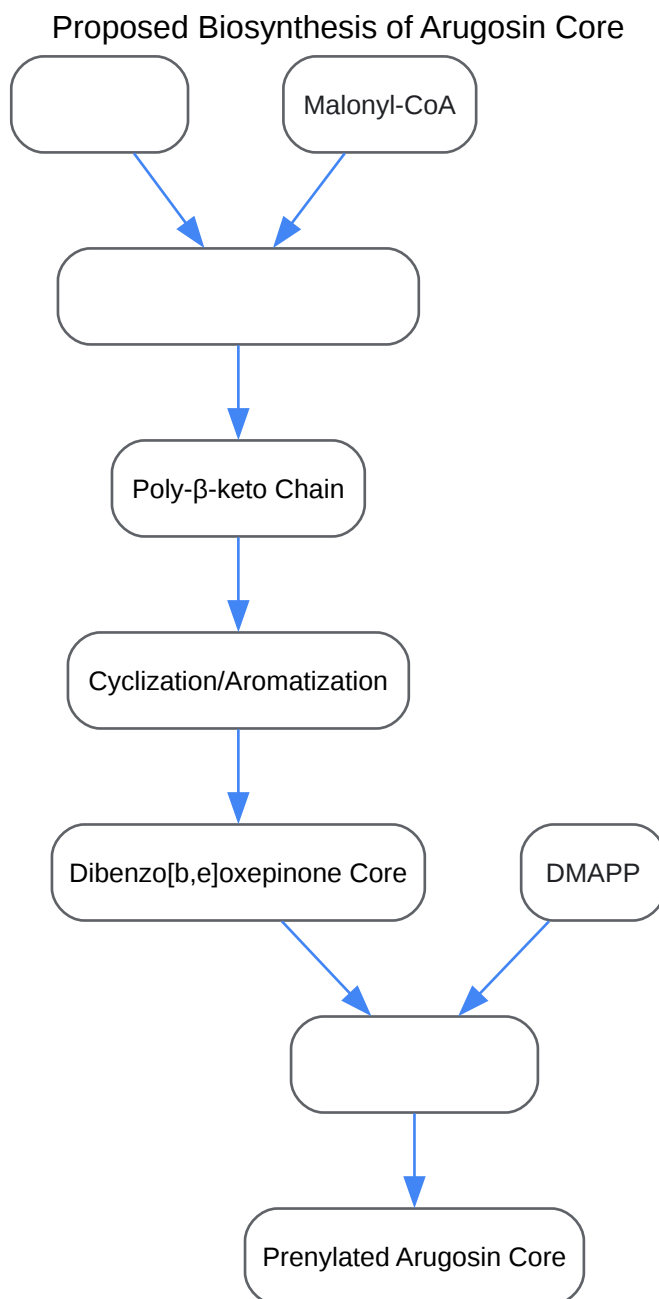 Proposed Biosynthesis of Arugosin Core
Malonyl-CoA
Poly-β-keto Chain
Cyclization/Aromatization
Dibenzo[b,e]oxepinone Core
DMAPP
Prenylated Arugosin Core